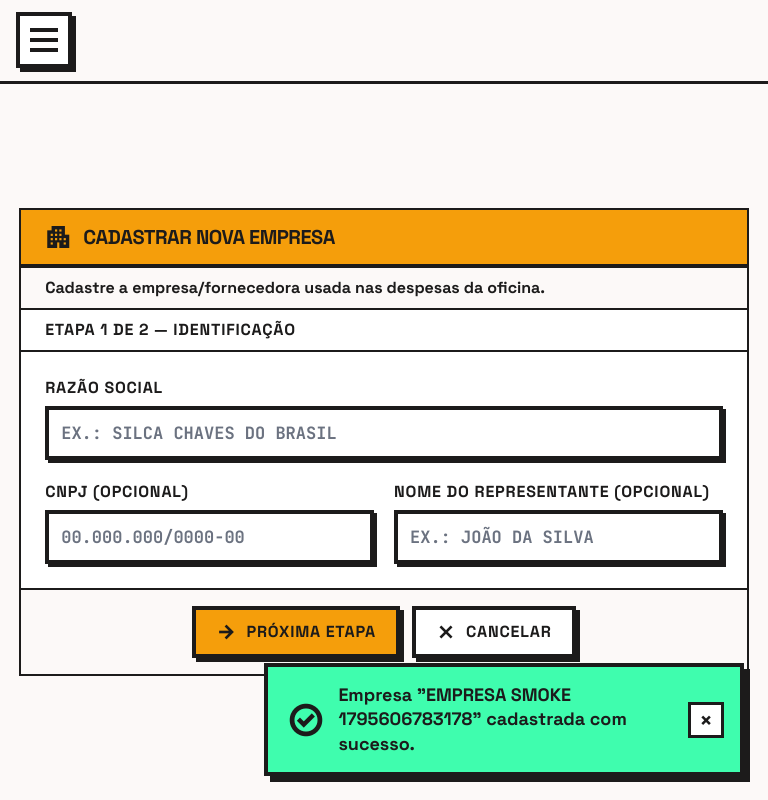 CADASTRAR NOVA EMPRESA
Cadastre a empresa/fornecedora usada nas despesas da oficina.
ETAPA 1 DE 2 — IDENTIFICAÇÃO
RAZÃO SOCIAL
EX.: SILCA CHAVES DO BRASIL
CNPJ (OPCIONAL)
NOME DO REPRESENTANTE (OPCIONAL)
00.000.000/0000-00
EX.: JOÃO DA SILVA
PRÓXIMA ETAPA
CANCELAR
Empresa "EMPRESA SMOKE
1795606783178" cadastrada com
sucesso.